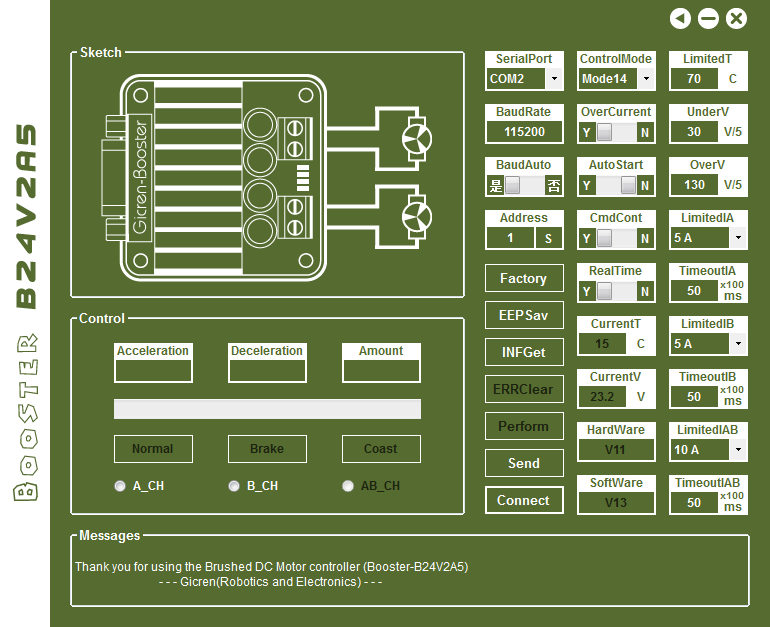 BOOSTER B24V2A5
Sketch
Gicren-Booster
Control
Acceleration
Deceleration
Amount
Normal
Brake
Coast
A_CH
B_CH
AB_CH
SerialPort
COM2
BaudRate
115200
BaudAuto
是 否
Address
1 S
Factory
EEPSav
INFGet
ERRClear
Perform
Send
Connect
ControlMode
Mode14
OverCurrent
Y N
AutoStart
Y N
CmdCont
Y N
RealTime
Y N
CurrentT
15 C
CurrentV
23.2 V
HardWare
V11
SoftWare
V13
LimitedT
70 C
UnderV
30 V/5
OverV
130 V/5
LimitedIA
5 A
TimeoutIA
50 x100 ms
LimitedIB
5 A
TimeoutIB
50 x100 ms
LimitedIAB
10 A
TimeoutIAB
50 x100 ms
Messages
Thank you for using the Brushed DC Motor controller (Booster-B24V2A5)
- - - Gicren(Robotics and Electronics) - - -